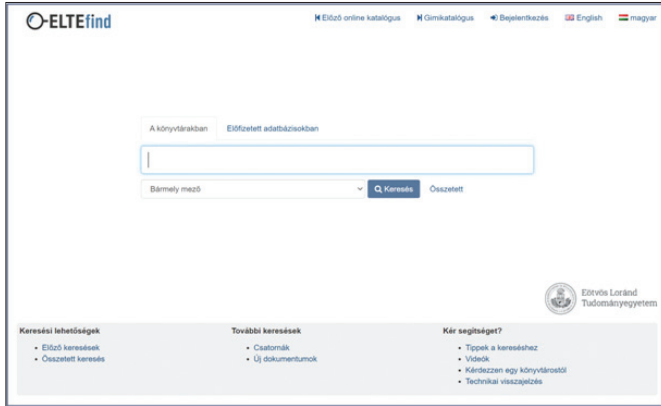 ELTEfind
Előző online katalógus Gimikatalógus Bejelentkezés English magyar
A könyvtárakban Előfizetett adatbázisokban
Bármely mező Keresés Összetett
Eötvös Loránd
Tudományegyetem
Keresési lehetőségek
Előző keresések
Összetett keresés
További keresések
Csatornák
Új dokumentumok
Kér segítséget?
Tippek a kereséshez
Videók
Kérdezzen egy könyvtárostól
Technikai visszajelzés